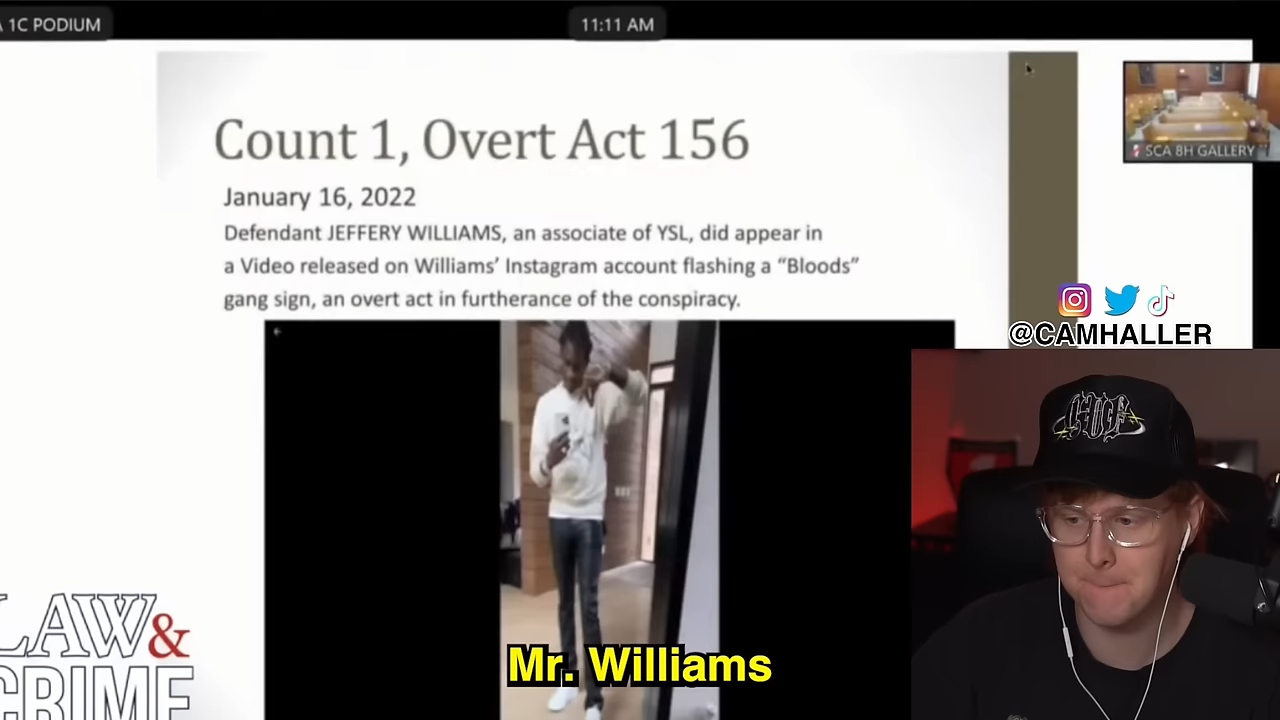 1C PODIUM
11:11 AM
Count 1, Overt Act 156
January 16, 2022
Defendant JEFFERY WILLIAMS, an associate of YSL, did appear in
a Video released on Williams’ Instagram account flashing a “Bloods”
gang sign, an overt act in furtherance of the conspiracy.
SCA 8H GALLERY
@CAMHALLER
LAW&
CRIME
Mr. Williams